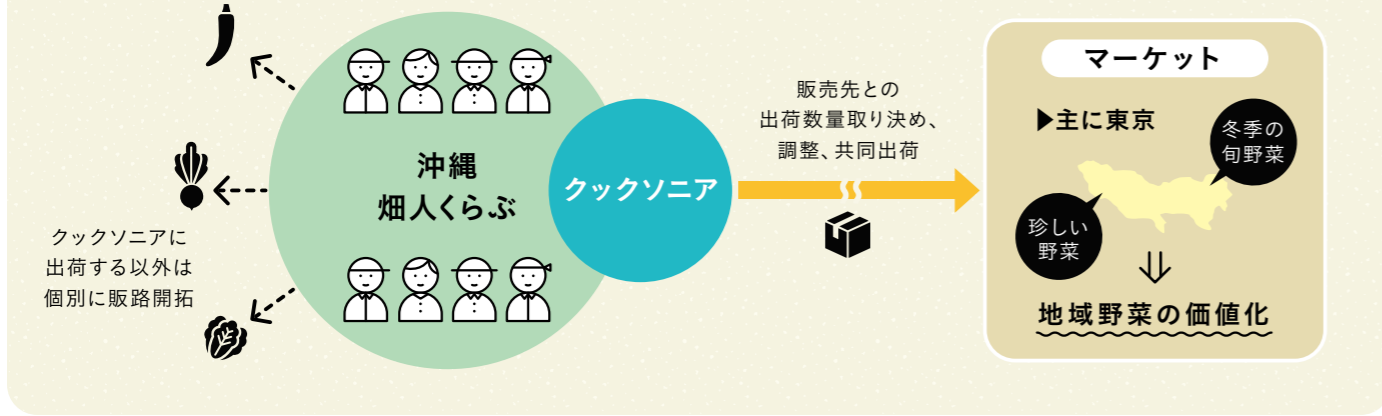 クックソニアに
出荷する以外は
個別に販路開拓
沖縄
畑人くらぶ
クックソニア
販売先との
出荷数量取り決め、
調整、共同出荷
マーケット
▶主に東京
冬季の
旬野菜
珍しい
野菜
地域野菜の価値化